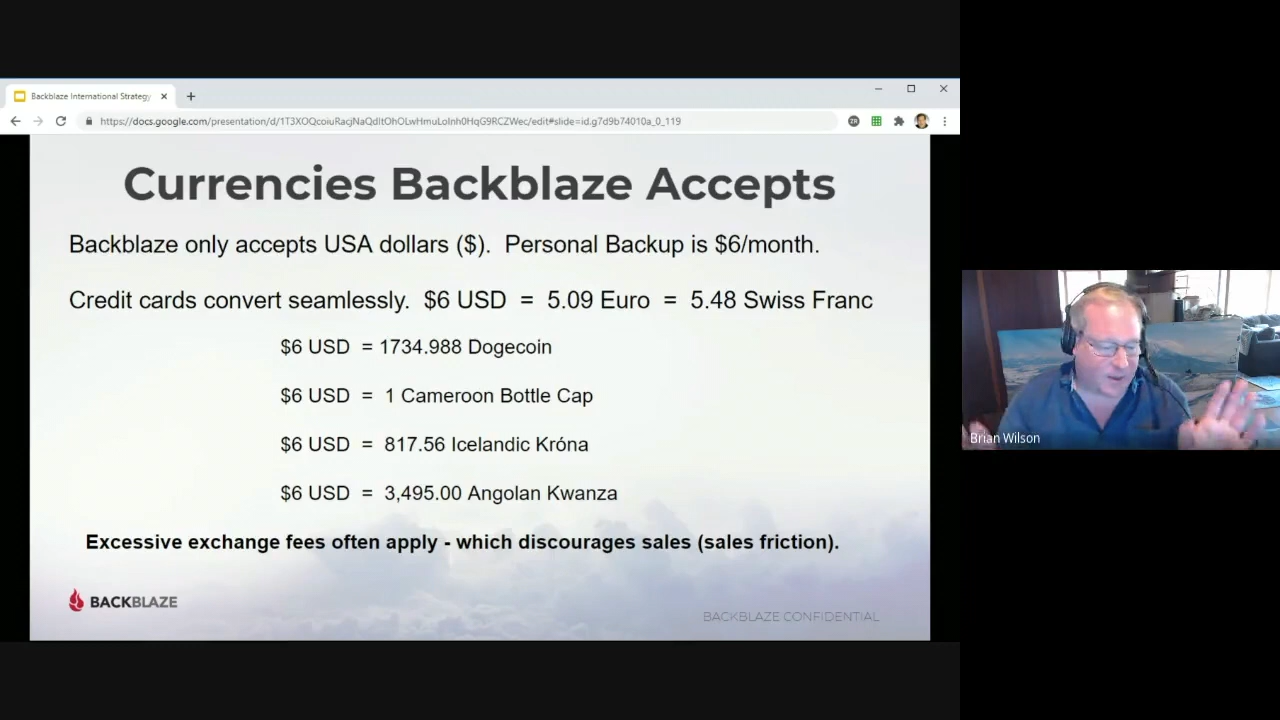 Backblaze International Strategy
https://docs.google.com/presentation/d/1T3XOQcoiuRacjNaQdItOhOLwHmuLoInh0HqG9RCZWec/edit#slide=id.g7d9b74010a_0_119
Currencies Backblaze Accepts
Backblaze only accepts USA dollars ($). Personal Backup is $6/month.
Credit cards convert seamlessly. $6 USD = 5.09 Euro = 5.48 Swiss Franc
$6 USD = 1734.988 Dogecoin
$6 USD = 1 Cameroon Bottle Cap
$6 USD = 817.56 Icelandic Króna
$6 USD = 3,495.00 Angolan Kwanza
Excessive exchange fees often apply - which discourages sales (sales friction).
BACKBLAZE
BACKBLAZE CONFIDENTIAL
Brian Wilson